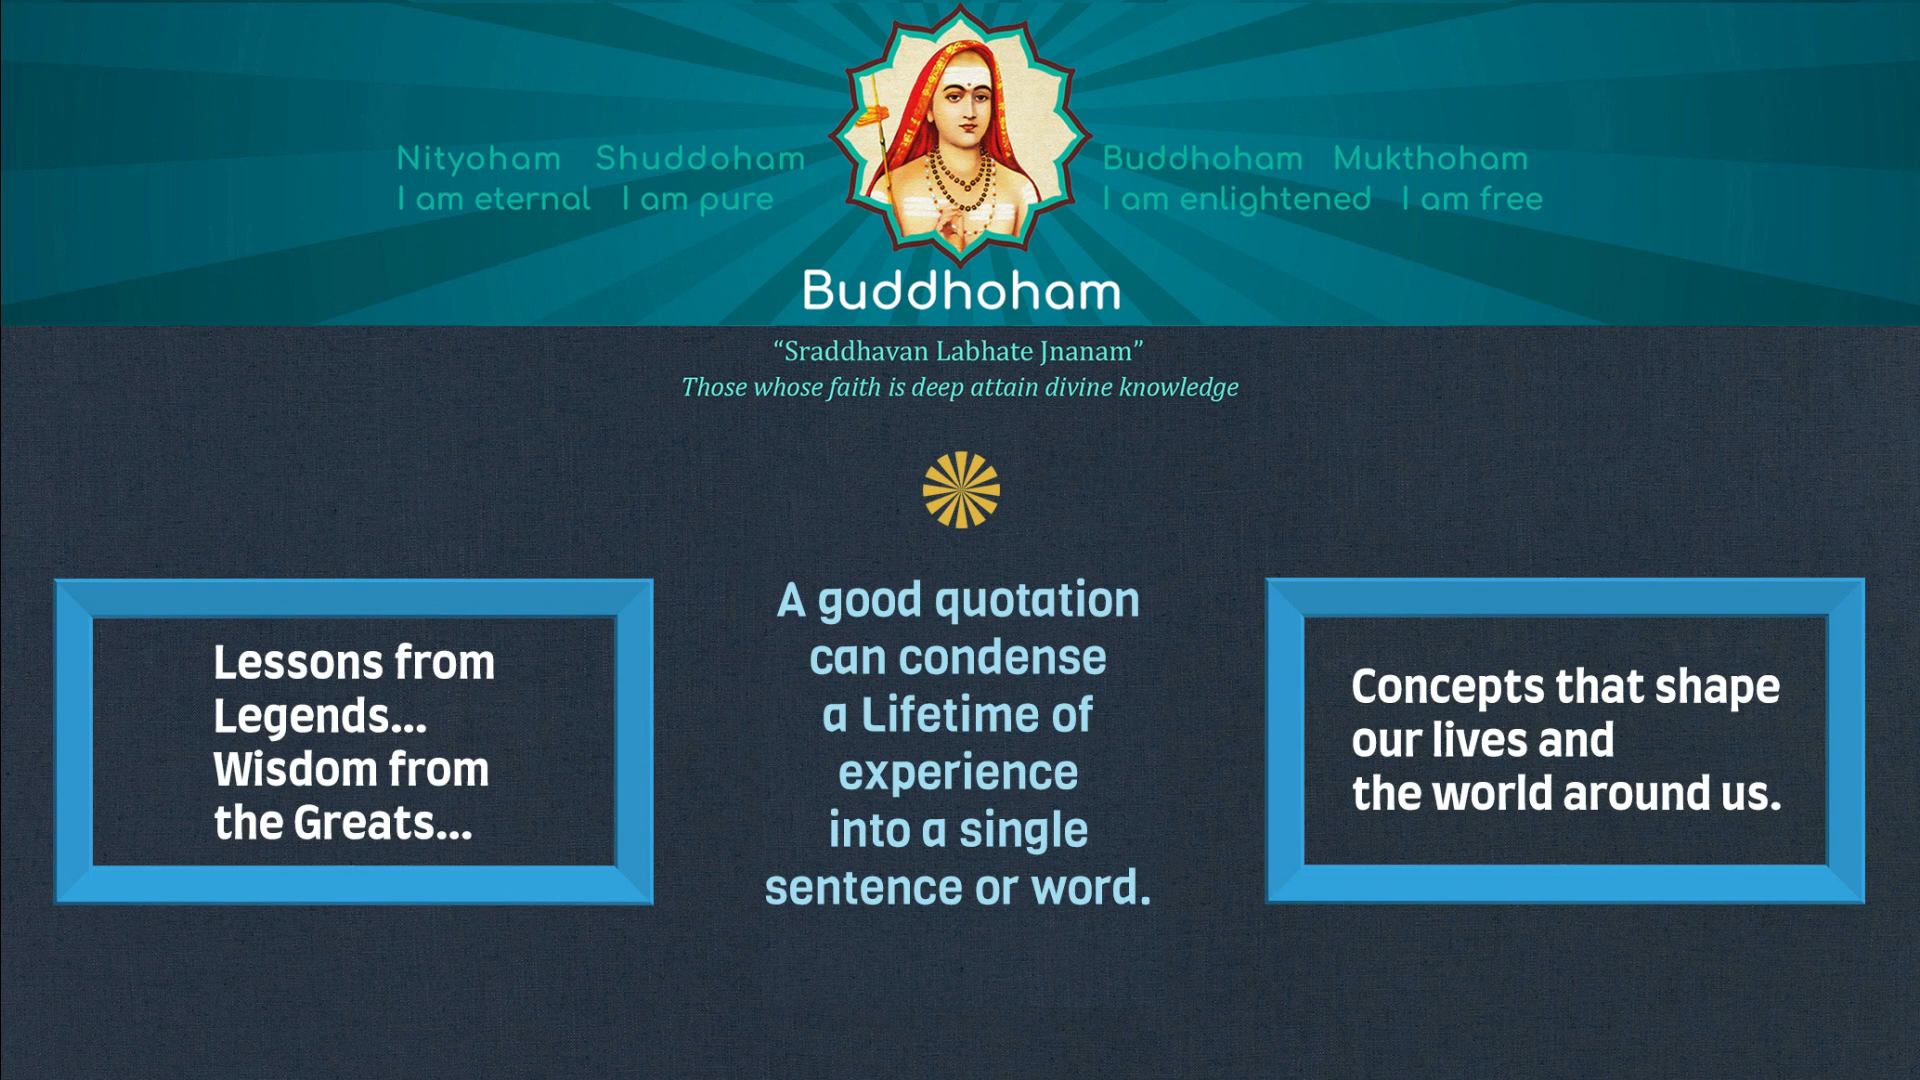 Nityoham Shuddoham
I am eternal I am pure
Buddhoham Mukthoham
I am enlightened I am free
Buddhoham
“Sraddhavan Labhate Jnanam”
Those whose faith is deep attain divine knowledge
Lessons from
Legends...
Wisdom from
the Greats...
A good quotation
can condense
a Lifetime of
experience
into a single
sentence or word.
Concepts that shape
our lives and
the world around us.